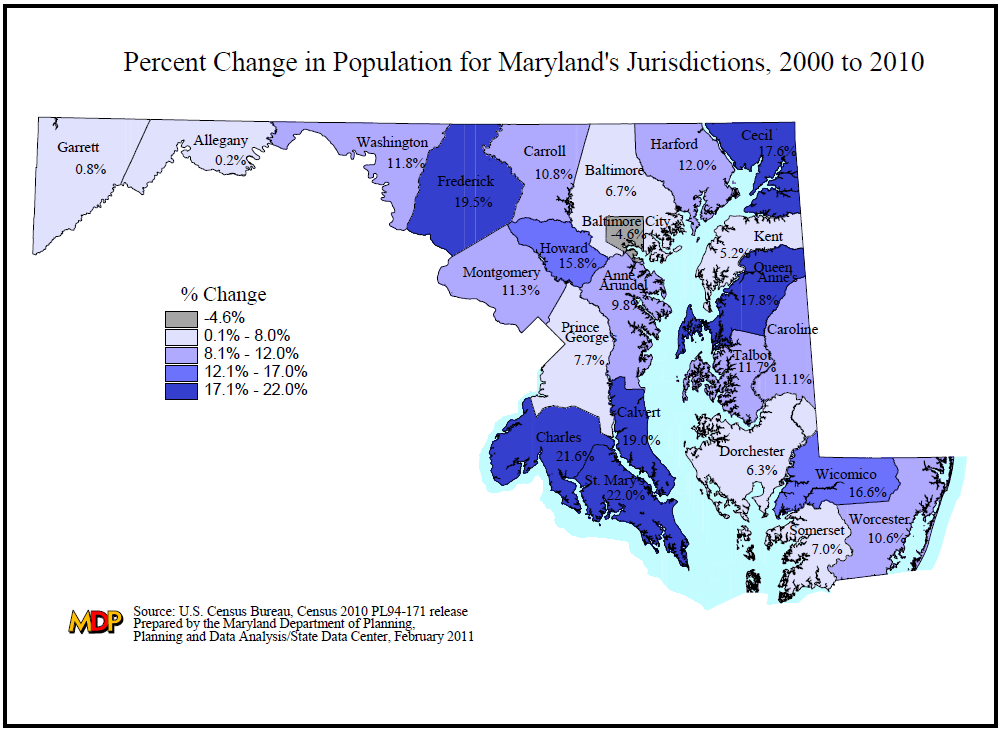 Percent Change in Population for Maryland's Jurisdictions, 2000 to 2010
Garrett
0.8%
Allegany
0.2%
Washington
11.8%
Frederick
19.5%
Carroll
10.8%
Baltimore
6.7%
Harford
12.0%
Cecil
17.6%
Baltimore City
-4.6%
Howard
15.8%
Montgomery
11.3%
Anne
Arundel
9.8%
Kent
5.2%
Queen
Anne's
17.8%
Caroline
11.1%
Talbot
11.7%
Prince
George's
7.7%
Calvert
19.0%
Charles
21.6%
St. Mary's
22.0%
Dorchester
6.3%
Wicomico
16.6%
Somerset
7.0%
Worcester
10.6%
% Change
-4.6%
0.1% - 8.0%
8.1% - 12.0%
12.1% - 17.0%
17.1% - 22.0%
MDP
Source: U.S. Census Bureau, Census 2010 PL94-171 release
Prepared by the Maryland Department of Planning,
Planning and Data Analysis/State Data Center, February 2011